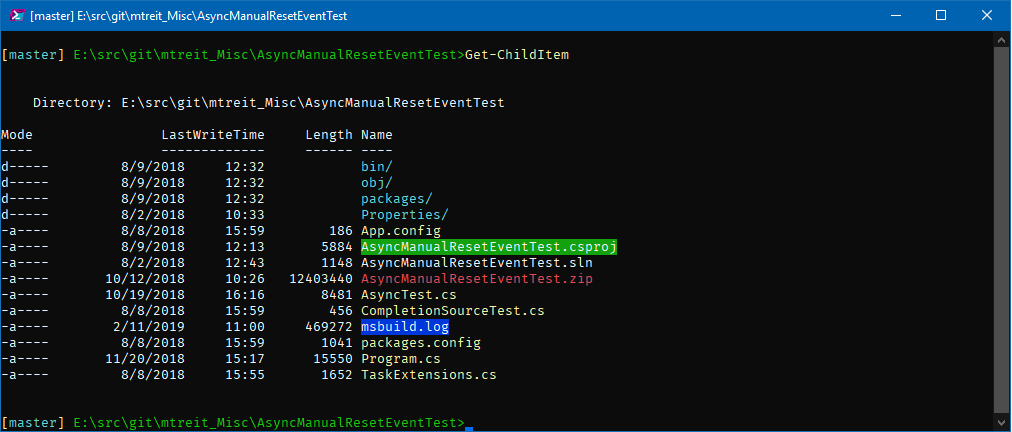 [master] E:\src\git\mtreit_Misc\AsyncManualResetEventTest
[master] E:\src\git\mtreit_Misc\AsyncManualResetEventTest>Get-ChildItem
Directory: E:\src\git\mtreit_Misc\AsyncManualResetEventTest
Mode LastWriteTime Length Name
---- ------------- ------ ----
d----- 8/9/2018 12:32 bin/
d----- 8/9/2018 12:32 obj/
d----- 8/9/2018 12:32 packages/
d----- 8/2/2018 10:33 Properties/
-a---- 8/8/2018 15:59 186 App.config
-a---- 8/9/2018 12:13 5884 AsyncManualResetEventTest.csproj
-a---- 8/2/2018 12:43 1148 AsyncManualResetEventTest.sln
-a---- 10/12/2018 10:26 12403440 AsyncManualResetEventTest.zip
-a---- 10/19/2018 16:16 8481 AsyncTest.cs
-a---- 8/8/2018 15:59 456 CompletionSourceTest.cs
-a---- 2/11/2019 11:00 469272 msbuild.log
-a---- 8/8/2018 15:59 1041 packages.config
-a---- 11/20/2018 15:17 15550 Program.cs
-a---- 8/8/2018 15:55 1652 TaskExtensions.cs
[master] E:\src\git\mtreit_Misc\AsyncManualResetEventTest>